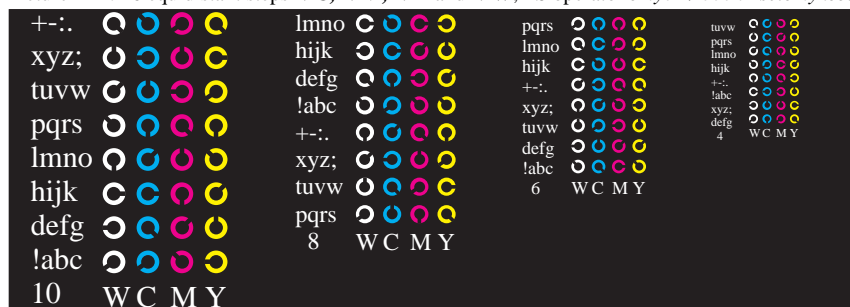 +-:.
xyz;
tuvw
pqrs
lmno
hijk
defg
!abc
10 W C M Y
lmno
hijk
defg
!abc
+-:.
xyz;
tuvw
pqrs
8 W C M Y
pqrs
lmno
hijk
+-:.
xyz;
tuvw
defg
!abc
6 W C M Y
tuvw
pqrs
lmno
hijk
+-:.
!abc
xyz;
defg
4 W C M Y